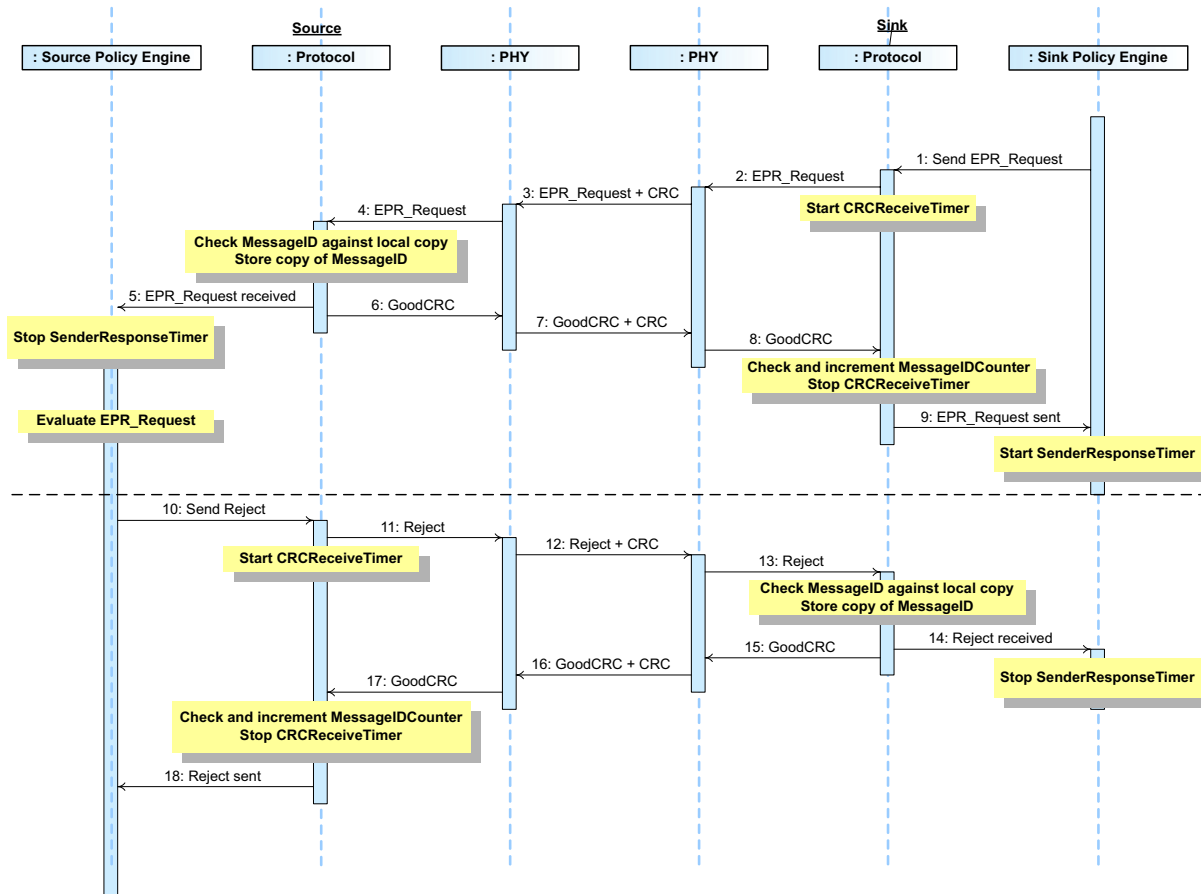 Source
Sink
: Source Policy Engine
: Protocol
: PHY
: PHY
: Protocol
: Sink Policy Engine
1: Send EPR_Request
2: EPR_Request
3: EPR_Request + CRC
Start CRCReceiveTimer
4: EPR_Request
Check MessageID against local copy
Store copy of MessageID
5: EPR_Request received
6: GoodCRC
7: GoodCRC + CRC
Stop SenderResponseTimer
8: GoodCRC
Check and increment MessageIDCounter
Stop CRCReceiveTimer
Evaluate EPR_Request
9: EPR_Request sent
Start SenderResponseTimer
10: Send Reject
11: Reject
12: Reject + CRC
Start CRCReceiveTimer
13: Reject
Check MessageID against local copy
Store copy of MessageID
14: Reject received
15: GoodCRC
16: GoodCRC + CRC
Stop SenderResponseTimer
17: GoodCRC
Check and increment MessageIDCounter
Stop CRCReceiveTimer
18: Reject sent